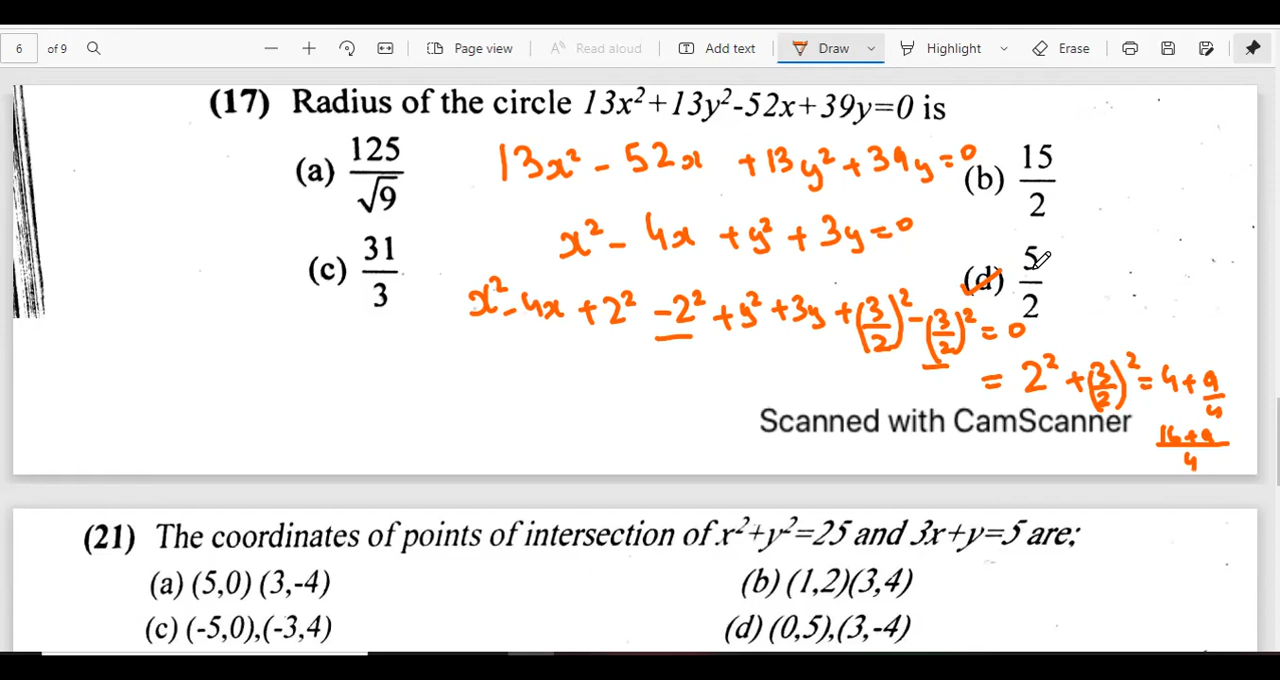 6 of 9 Page view Read aloud Add text Draw Highlight Erase
(17) Radius of the circle 13x²+13y²-52x+39y=0 is
(a) 125/√9
13x² - 52x + 13y² + 39y = 0
(b) 15/2
x² - 4x + y² + 3y = 0
(c) 31/3
(d) 5/2
x² - 4x + 2² - 2² + y² + 3y + (3/2)² - (3/2)² = 0
= 2² + (3/2)² = 4 + 9/4
Scanned with CamScanner
16+9/4
(21) The coordinates of points of intersection of x²+y²=25 and 3x+y=5 are;
(a) (5,0) (3,-4)
(b) (1,2)(3,4)
(c) (-5,0),(-3,4)
(d) (0,5),(3,-4)